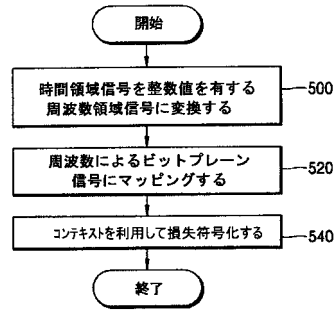 開始
時間領域信号を整数値を有する
周波数領域信号に変換する
500
周波数によるビットプレーン
信号にマッピングする
520
コンテキストを利用して損失符号化する
540
終了